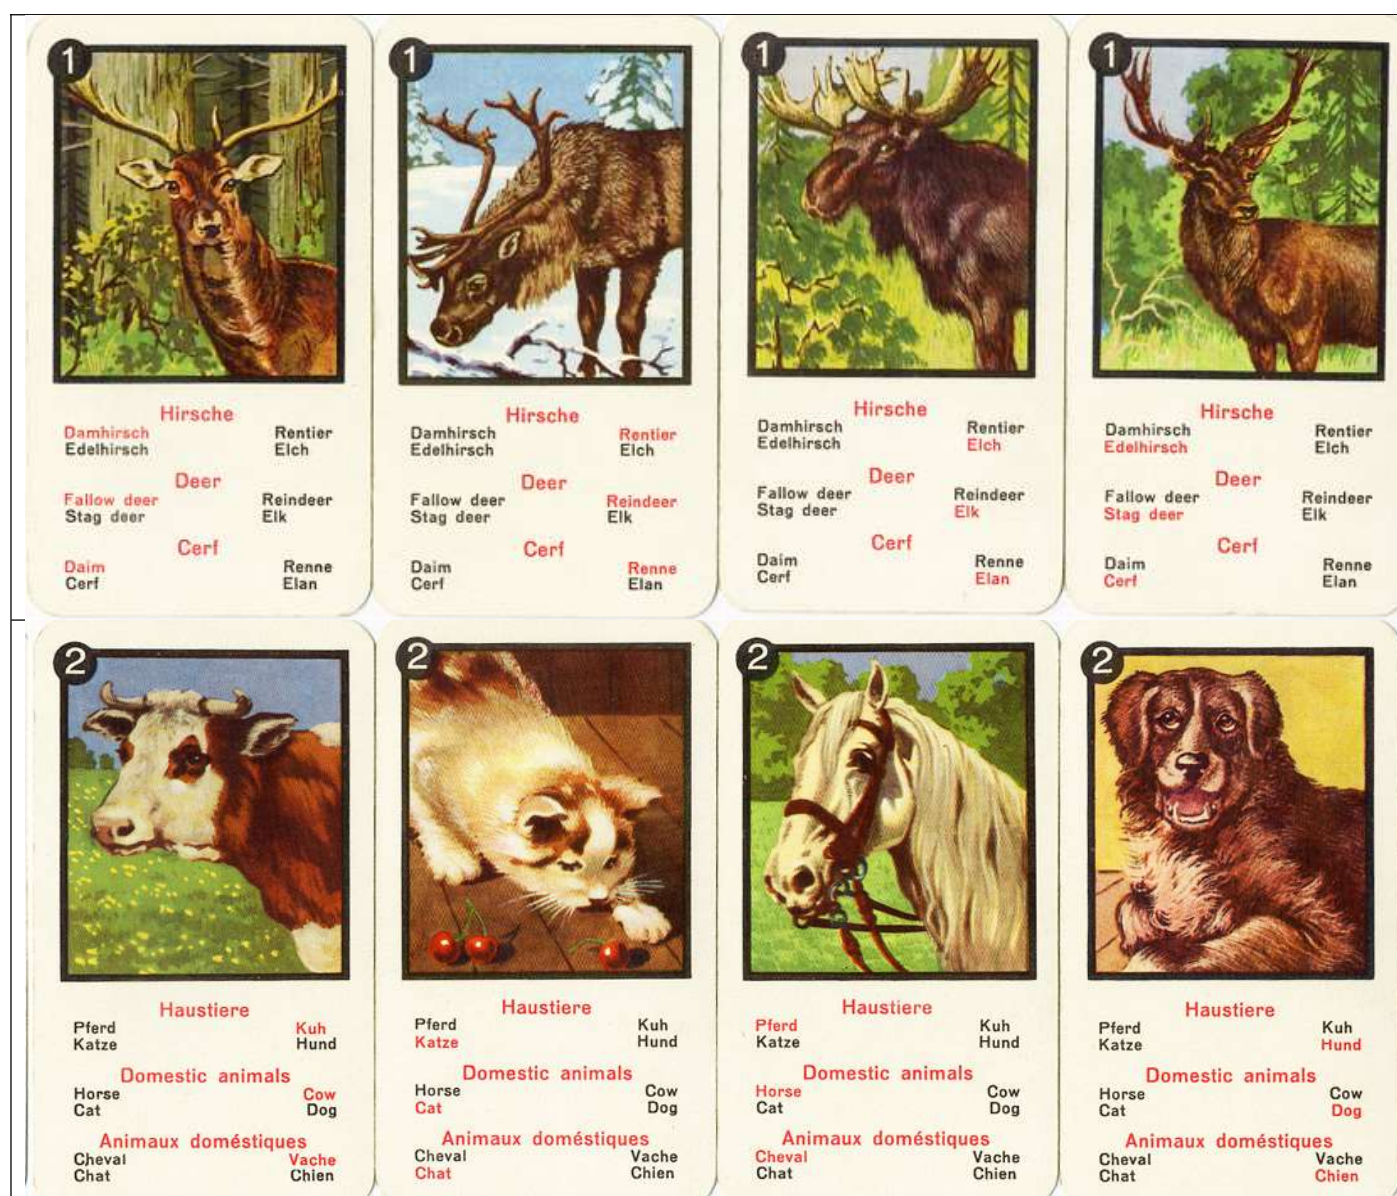 1
Hirsche
Damhirsch Rentier
Edelhirsch Elch
Deer
Fallow deer Reindeer
Stag deer Elk
Cerf
Daim Renne
Cerf Elan
1
Hirsche
Damhirsch Rentier
Edelhirsch Elch
Deer
Fallow deer Reindeer
Stag deer Elk
Cerf
Daim Renne
Cerf Elan
1
Hirsche
Damhirsch Rentier
Edelhirsch Elch
Deer
Fallow deer Reindeer
Stag deer Elk
Cerf
Daim Renne
Cerf Elan
1
Hirsche
Damhirsch Rentier
Edelhirsch Elch
Deer
Fallow deer Reindeer
Stag deer Elk
Cerf
Daim Renne
Cerf Elan
2
Haustiere
Pferd Kuh
Katze Hund
Domestic animals
Horse Cow
Cat Dog
Animaux doméstiques
Cheval Vache
Chat Chien
2
Haustiere
Pferd Kuh
Katze Hund
Domestic animals
Horse Cow
Cat Dog
Animaux doméstiques
Cheval Vache
Chat Chien
2
Haustiere
Pferd Kuh
Katze Hund
Domestic animals
Horse Cow
Cat Dog
Animaux doméstiques
Cheval Vache
Chat Chien
2
Haustiere
Pferd Kuh
Katze Hund
Domestic animals
Horse Cow
Cat Dog
Animaux doméstiques
Cheval Vache
Chat Chien